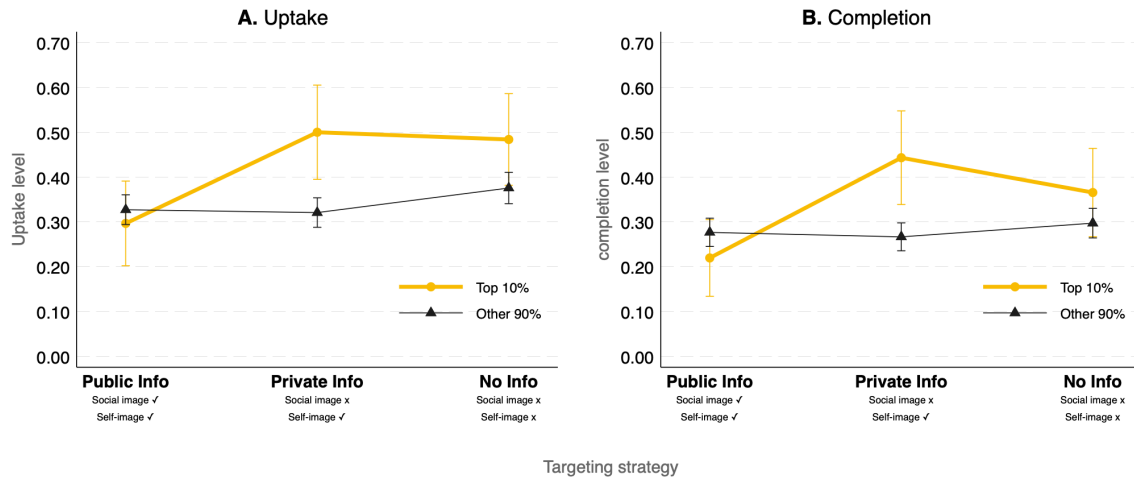 A. Uptake
0.70
0.60
0.50
0.40
0.30
0.20
0.10
0.00
Uptake level
Top 10%
Other 90%
Public Info
Social image ✓
Self-image ✓
Private Info
Social image x
Self-image ✓
No Info
Social image x
Self-image x
B. Completion
0.70
0.60
0.50
0.40
0.30
0.20
0.10
0.00
completion level
Top 10%
Other 90%
Public Info
Social image ✓
Self-image ✓
Private Info
Social image x
Self-image ✓
No Info
Social image x
Self-image x
Targeting strategy